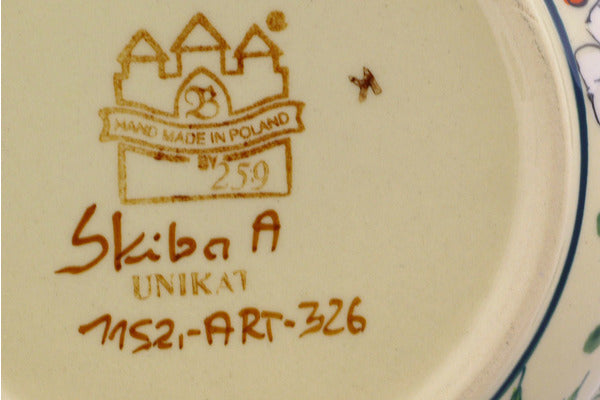 ®
B
HAND MADE IN POLAND
BY
259
Skiba A
UNIKAT
1152,-ART-326